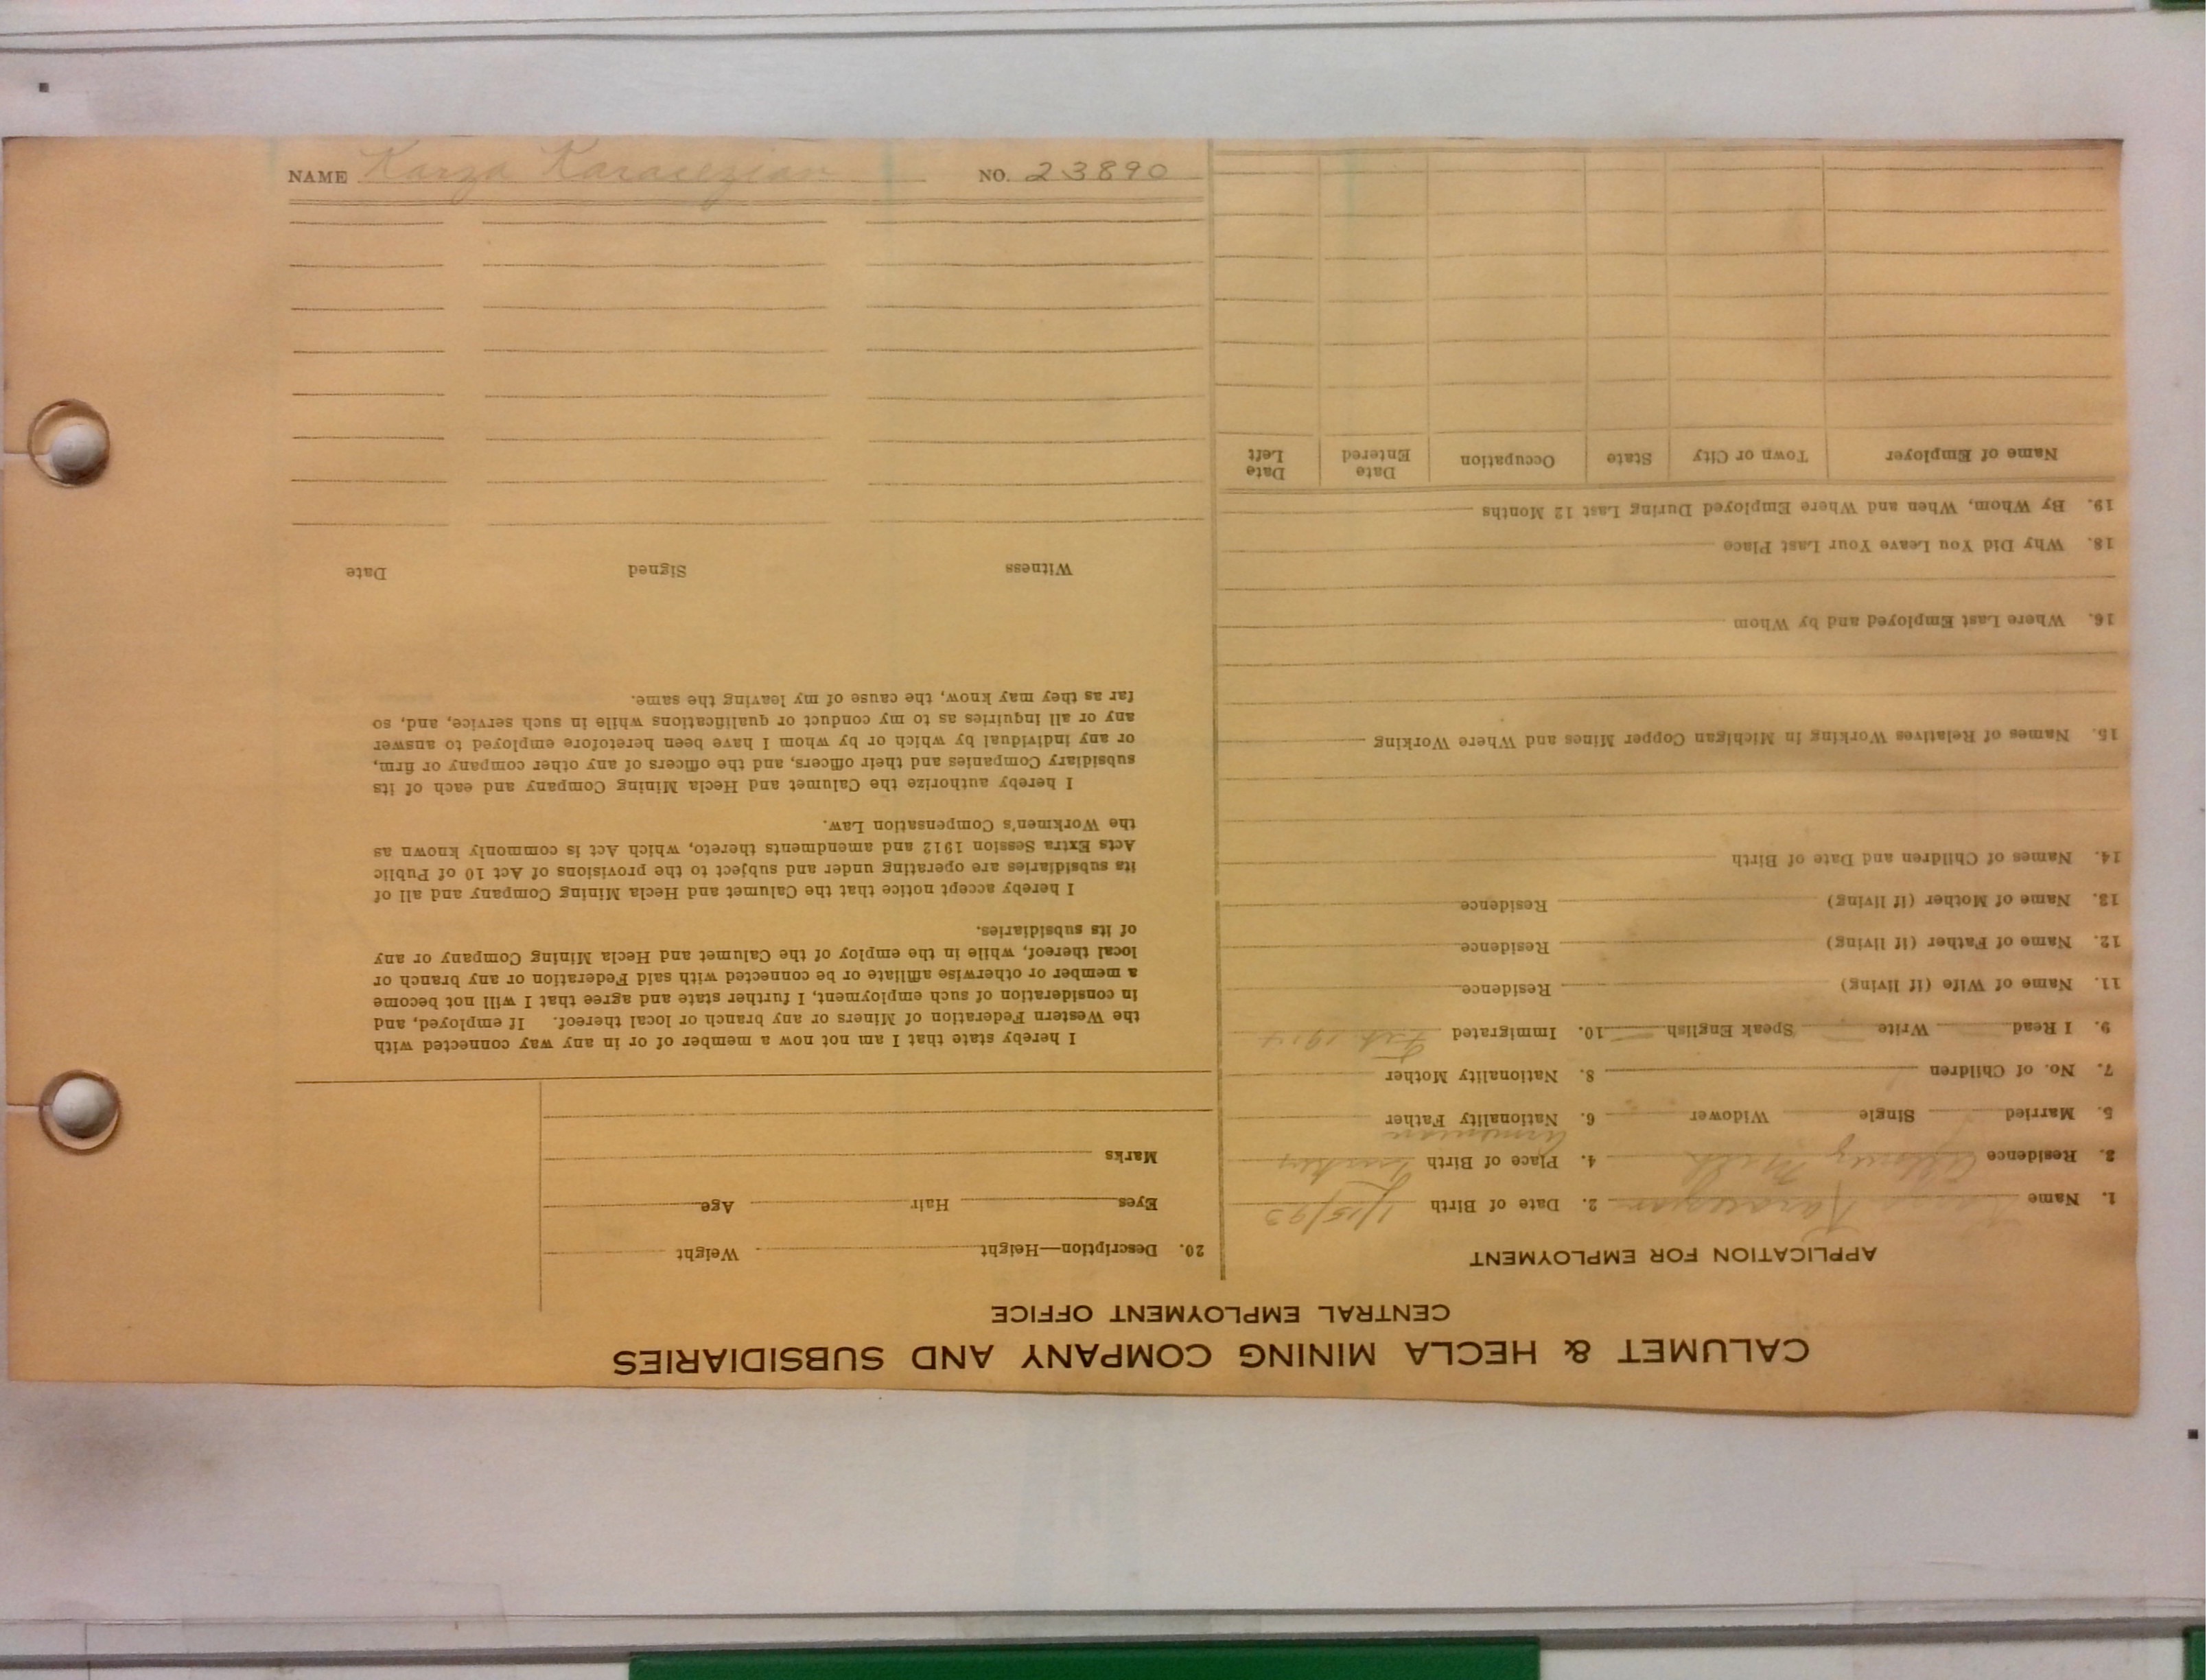 CALUMET & HECLA MINING COMPANY AND SUBSIDIARIES
CENTRAL EMPLOYMENT OFFICE
APPLICATION FOR EMPLOYMENT
1. Name Karacezian 2. Date of Birth 1/15/93
3. Residence 4. Place of Birth Turkey
Armenian
5. Married Single Widower 6. Nationality Father
7. No. of Children 8. Nationality Mother
9. I Read Write Speak English 10. Immigrated Feb 1914
11. Name of Wife (if living) Residence
12. Name of Father (if living) Residence
13. Name of Mother (if living) Residence
14. Names of Children and Date of Birth
15. Names of Relatives Working in Michigan Copper Mines and Where Working
16. Where Last Employed and by Whom
18. Why Did You Leave Your Last Place
19. By Whom, When and Where Employed During Last 12 Months
Name of Employer Town or City State Occupation Date Entered Date Left
20. Description—Height Weight
Eyes Hair Age
Marks
I hereby state that I am not now a member of or in any way connected with
the Western Federation of Miners or any branch or local thereof. If employed, and
in consideration of such employment, I further state and agree that I will not become
a member or otherwise affiliate or be connected with said Federation or any branch or
local thereof, while in the employ of the Calumet and Hecla Mining Company or any
of its subsidiaries.
I hereby accept notice that the Calumet and Hecla Mining Company and all of
its subsidiaries are operating under and subject to the provisions of Act 10 of Public
Acts Extra Session 1912 and amendments thereto, which Act is commonly known as
the Workmen's Compensation Law.
I hereby authorize the Calumet and Hecla Mining Company and each of its
subsidiary Companies and their officers, and the officers of any other company or firm,
or any individual by which or by whom I have been heretofore employed to answer
any or all inquiries as to my conduct or qualifications while in such service, and, so
far as they may know, the cause of my leaving the same.
Witness Signed Date
NAME Karza Karacezian NO. 23890